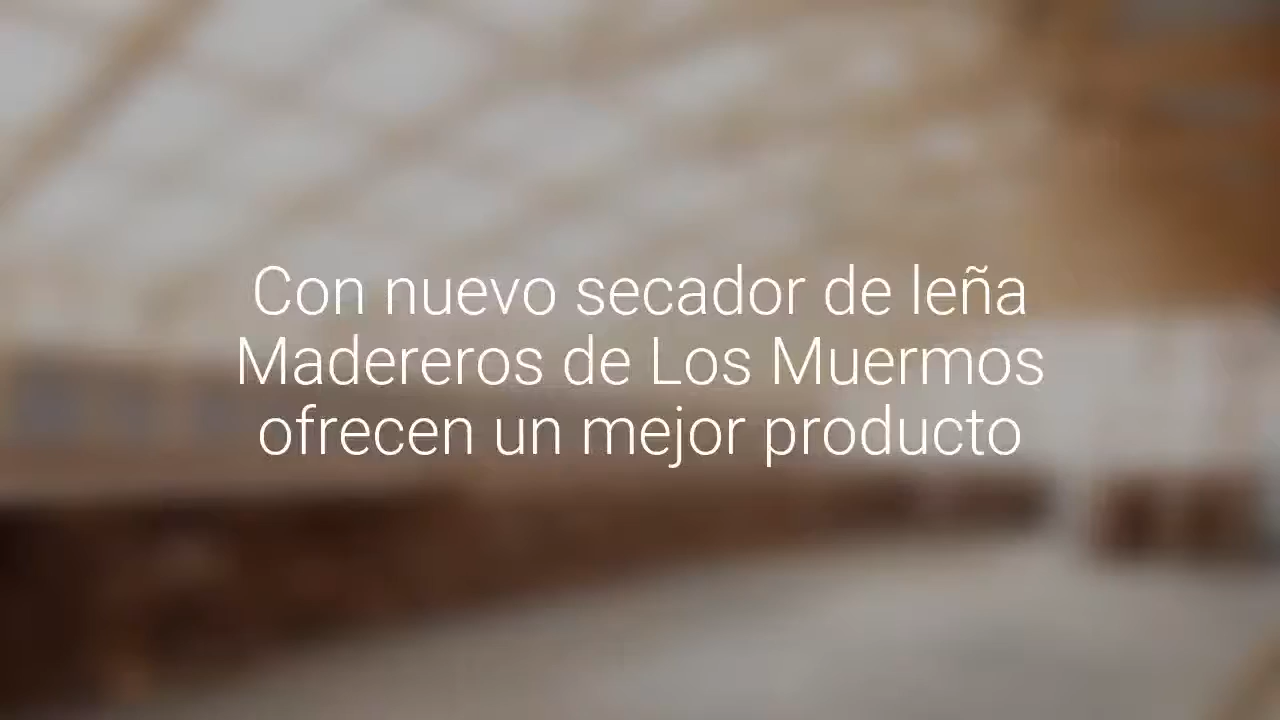 Con nuevo secador de leña
Madereros de Los Muermos
ofrecen un mejor producto